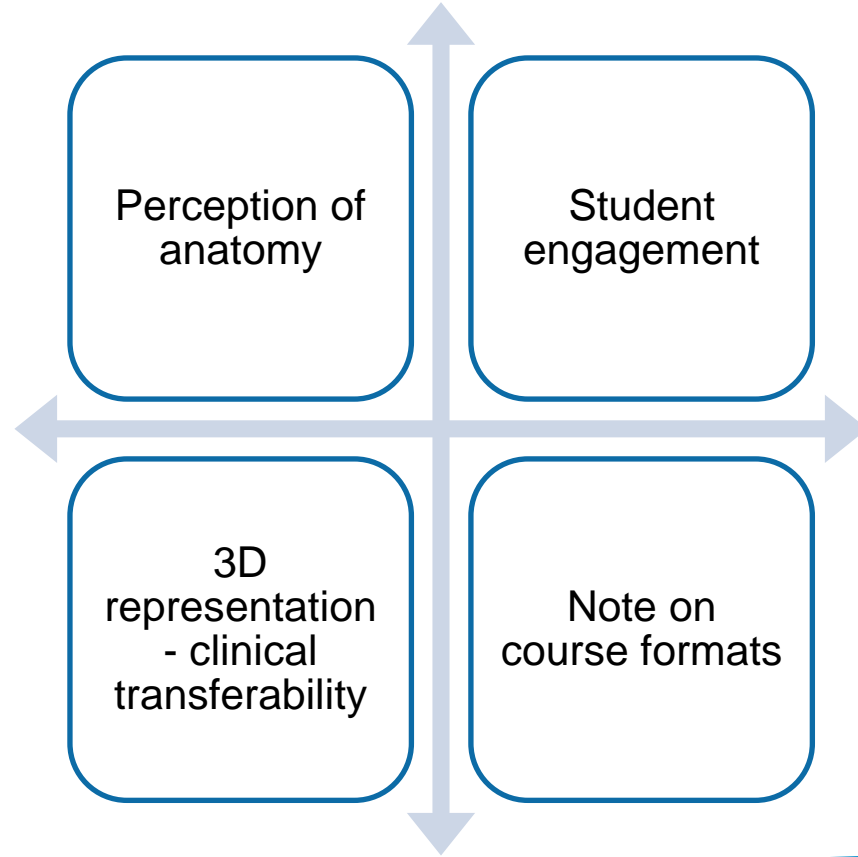 Perception of
anatomy
Student
engagement
3D
representation
- clinical
transferability
Note on
course formats